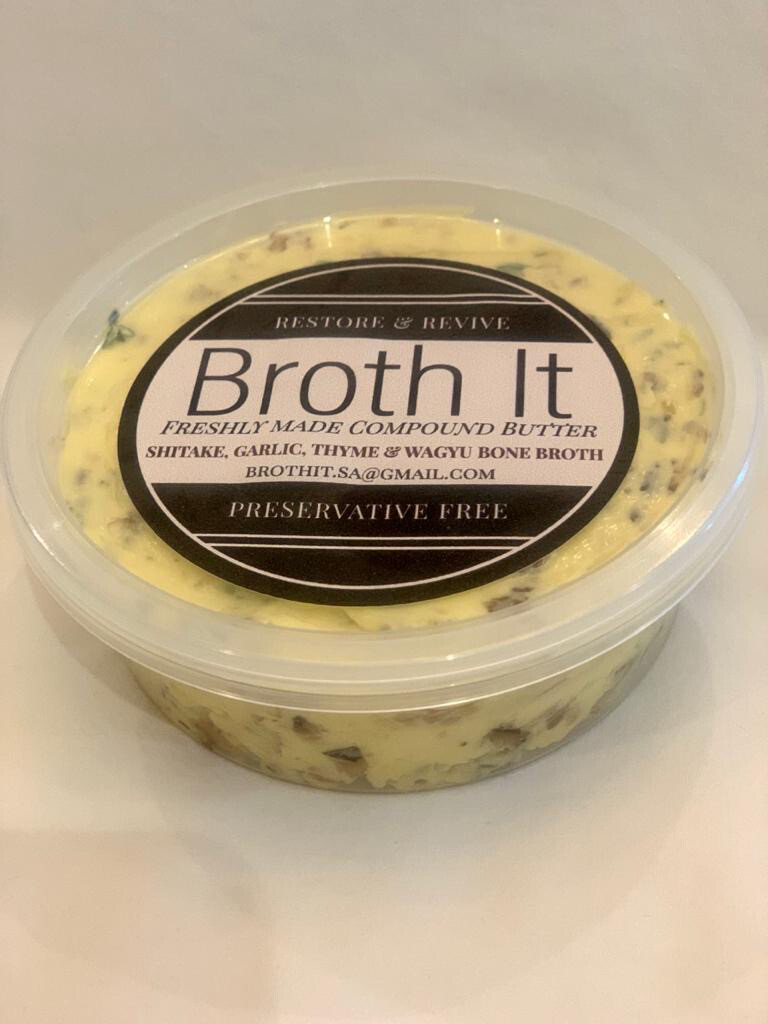 RESTORE & REVIVE
Broth It
FRESHLY MADE COMPOUND BUTTER
SHITAKE, GARLIC, THYME & WAGYU BONE BROTH
BROTHIT.SA@GMAIL.COM
PRESERVATIVE FREE